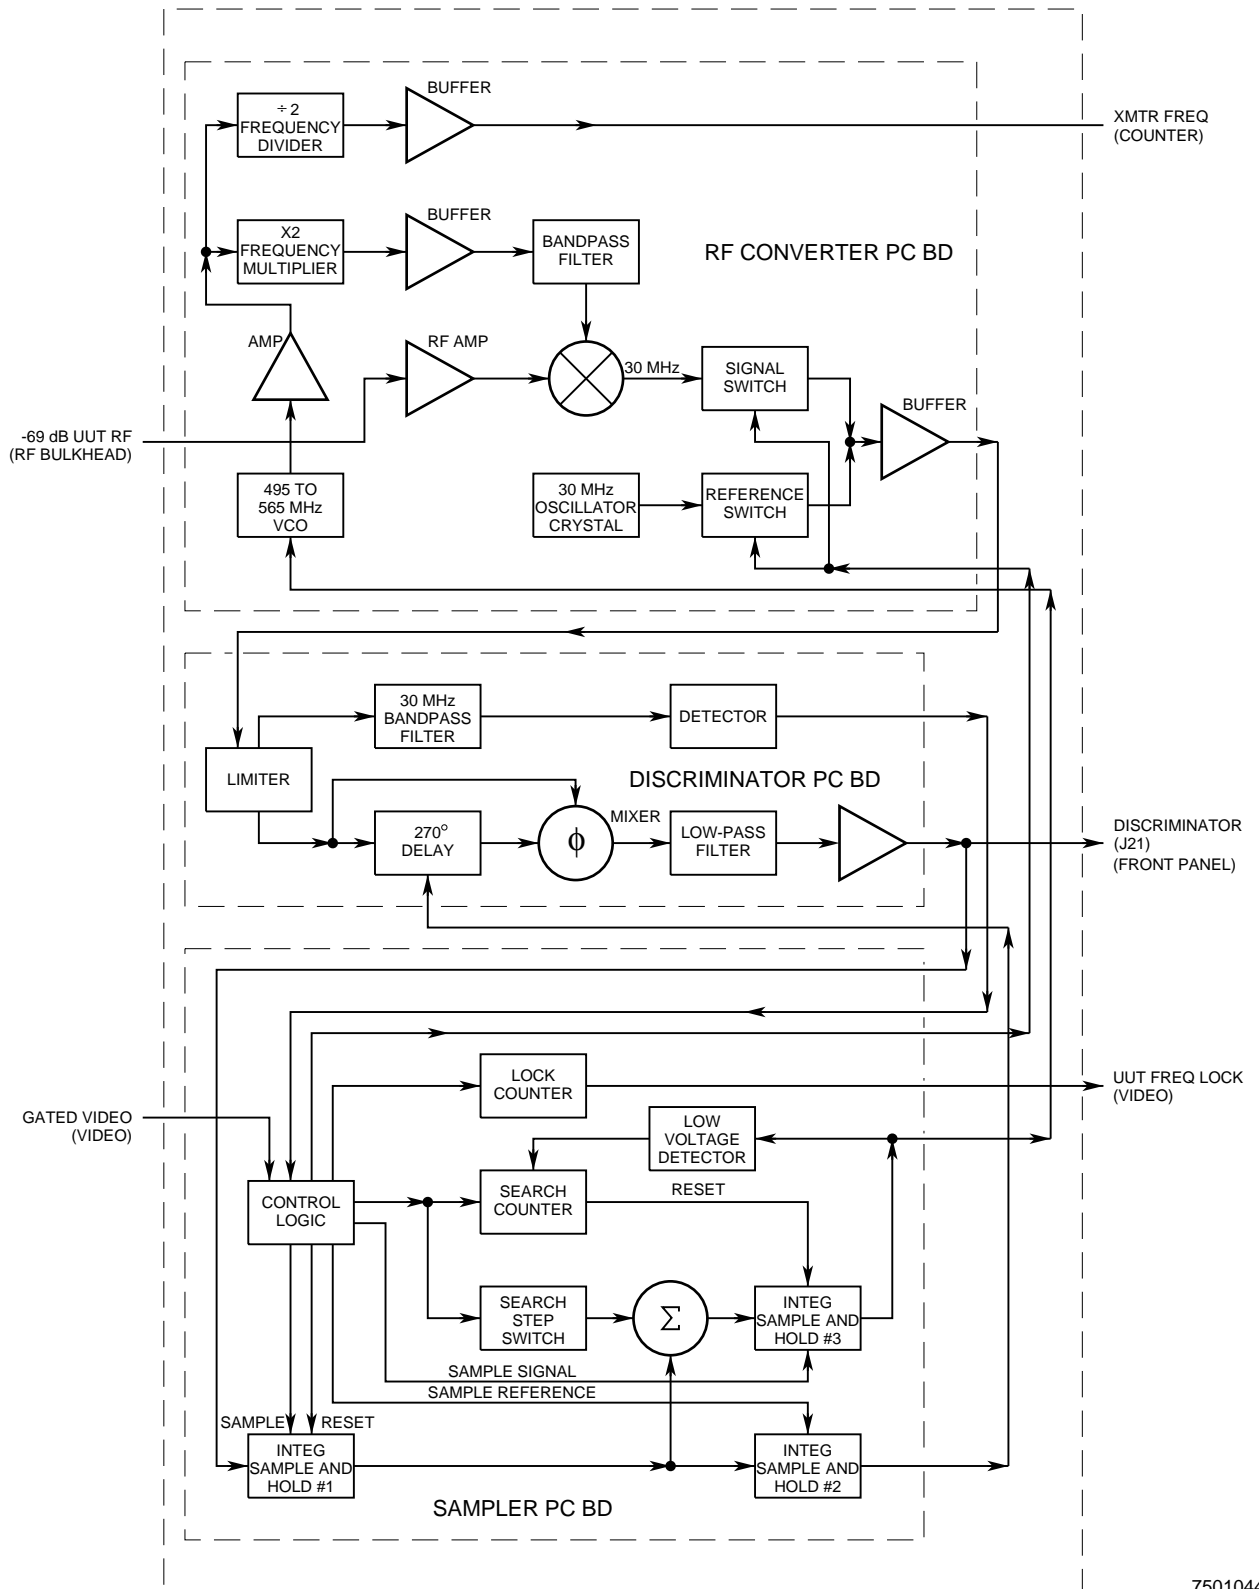 ÷ 2
FREQUENCY
DIVIDER
BUFFER
XMTR FREQ
(COUNTER)
X2
FREQUENCY
MULTIPLIER
BUFFER
BANDPASS
FILTER
RF CONVERTER PC BD
AMP
RF AMP
30 MHz
SIGNAL
SWITCH
BUFFER
-69 dB UUT RF
(RF BULKHEAD)
495 TO
565 MHz
VCO
30 MHz
OSCILLATOR
CRYSTAL
REFERENCE
SWITCH
30 MHz
BANDPASS
FILTER
DETECTOR
LIMITER
DISCRIMINATOR PC BD
270°
DELAY
ϕ
MIXER
LOW-PASS
FILTER
DISCRIMINATOR
(J21)
(FRONT PANEL)
LOCK
COUNTER
UUT FREQ LOCK
(VIDEO)
GATED VIDEO
(VIDEO)
LOW
VOLTAGE
DETECTOR
CONTROL
LOGIC
SEARCH
COUNTER
RESET
SEARCH
STEP
SWITCH
Σ
INTEG
SAMPLE AND
HOLD #3
SAMPLE SIGNAL
SAMPLE REFERENCE
SAMPLE
RESET
INTEG
SAMPLE AND
HOLD #1
INTEG
SAMPLE AND
HOLD #2
SAMPLER PC BD
7501044